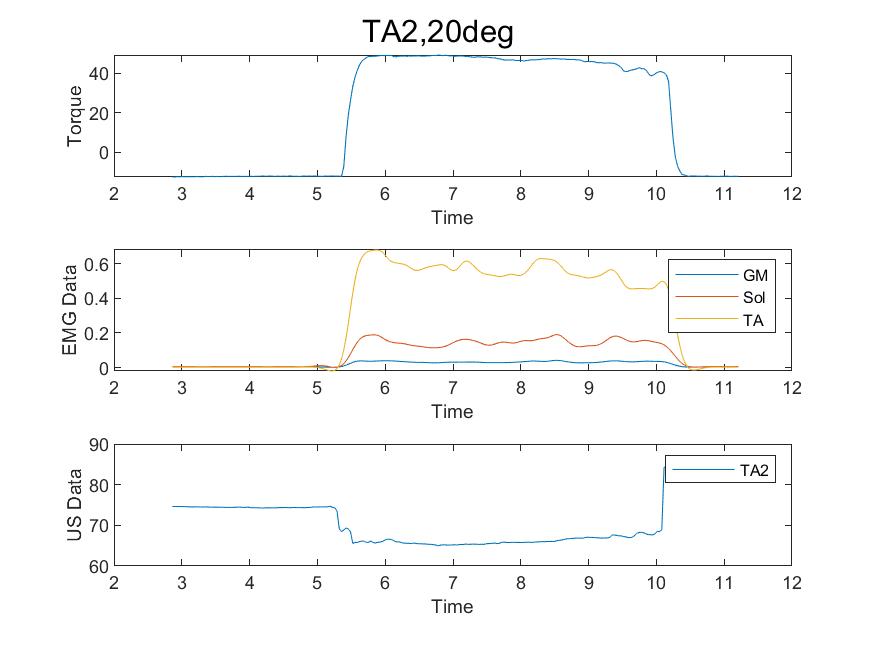 TA2,20deg
40
20
0
Torque
2 3 4 5 6 7 8 9 10 11 12
Time
0.6
0.4
0.2
0
EMG Data
GM
Sol
TA
2 3 4 5 6 7 8 9 10 11 12
Time
90
80
70
60
US Data
TA2
2 3 4 5 6 7 8 9 10 11 12
Time